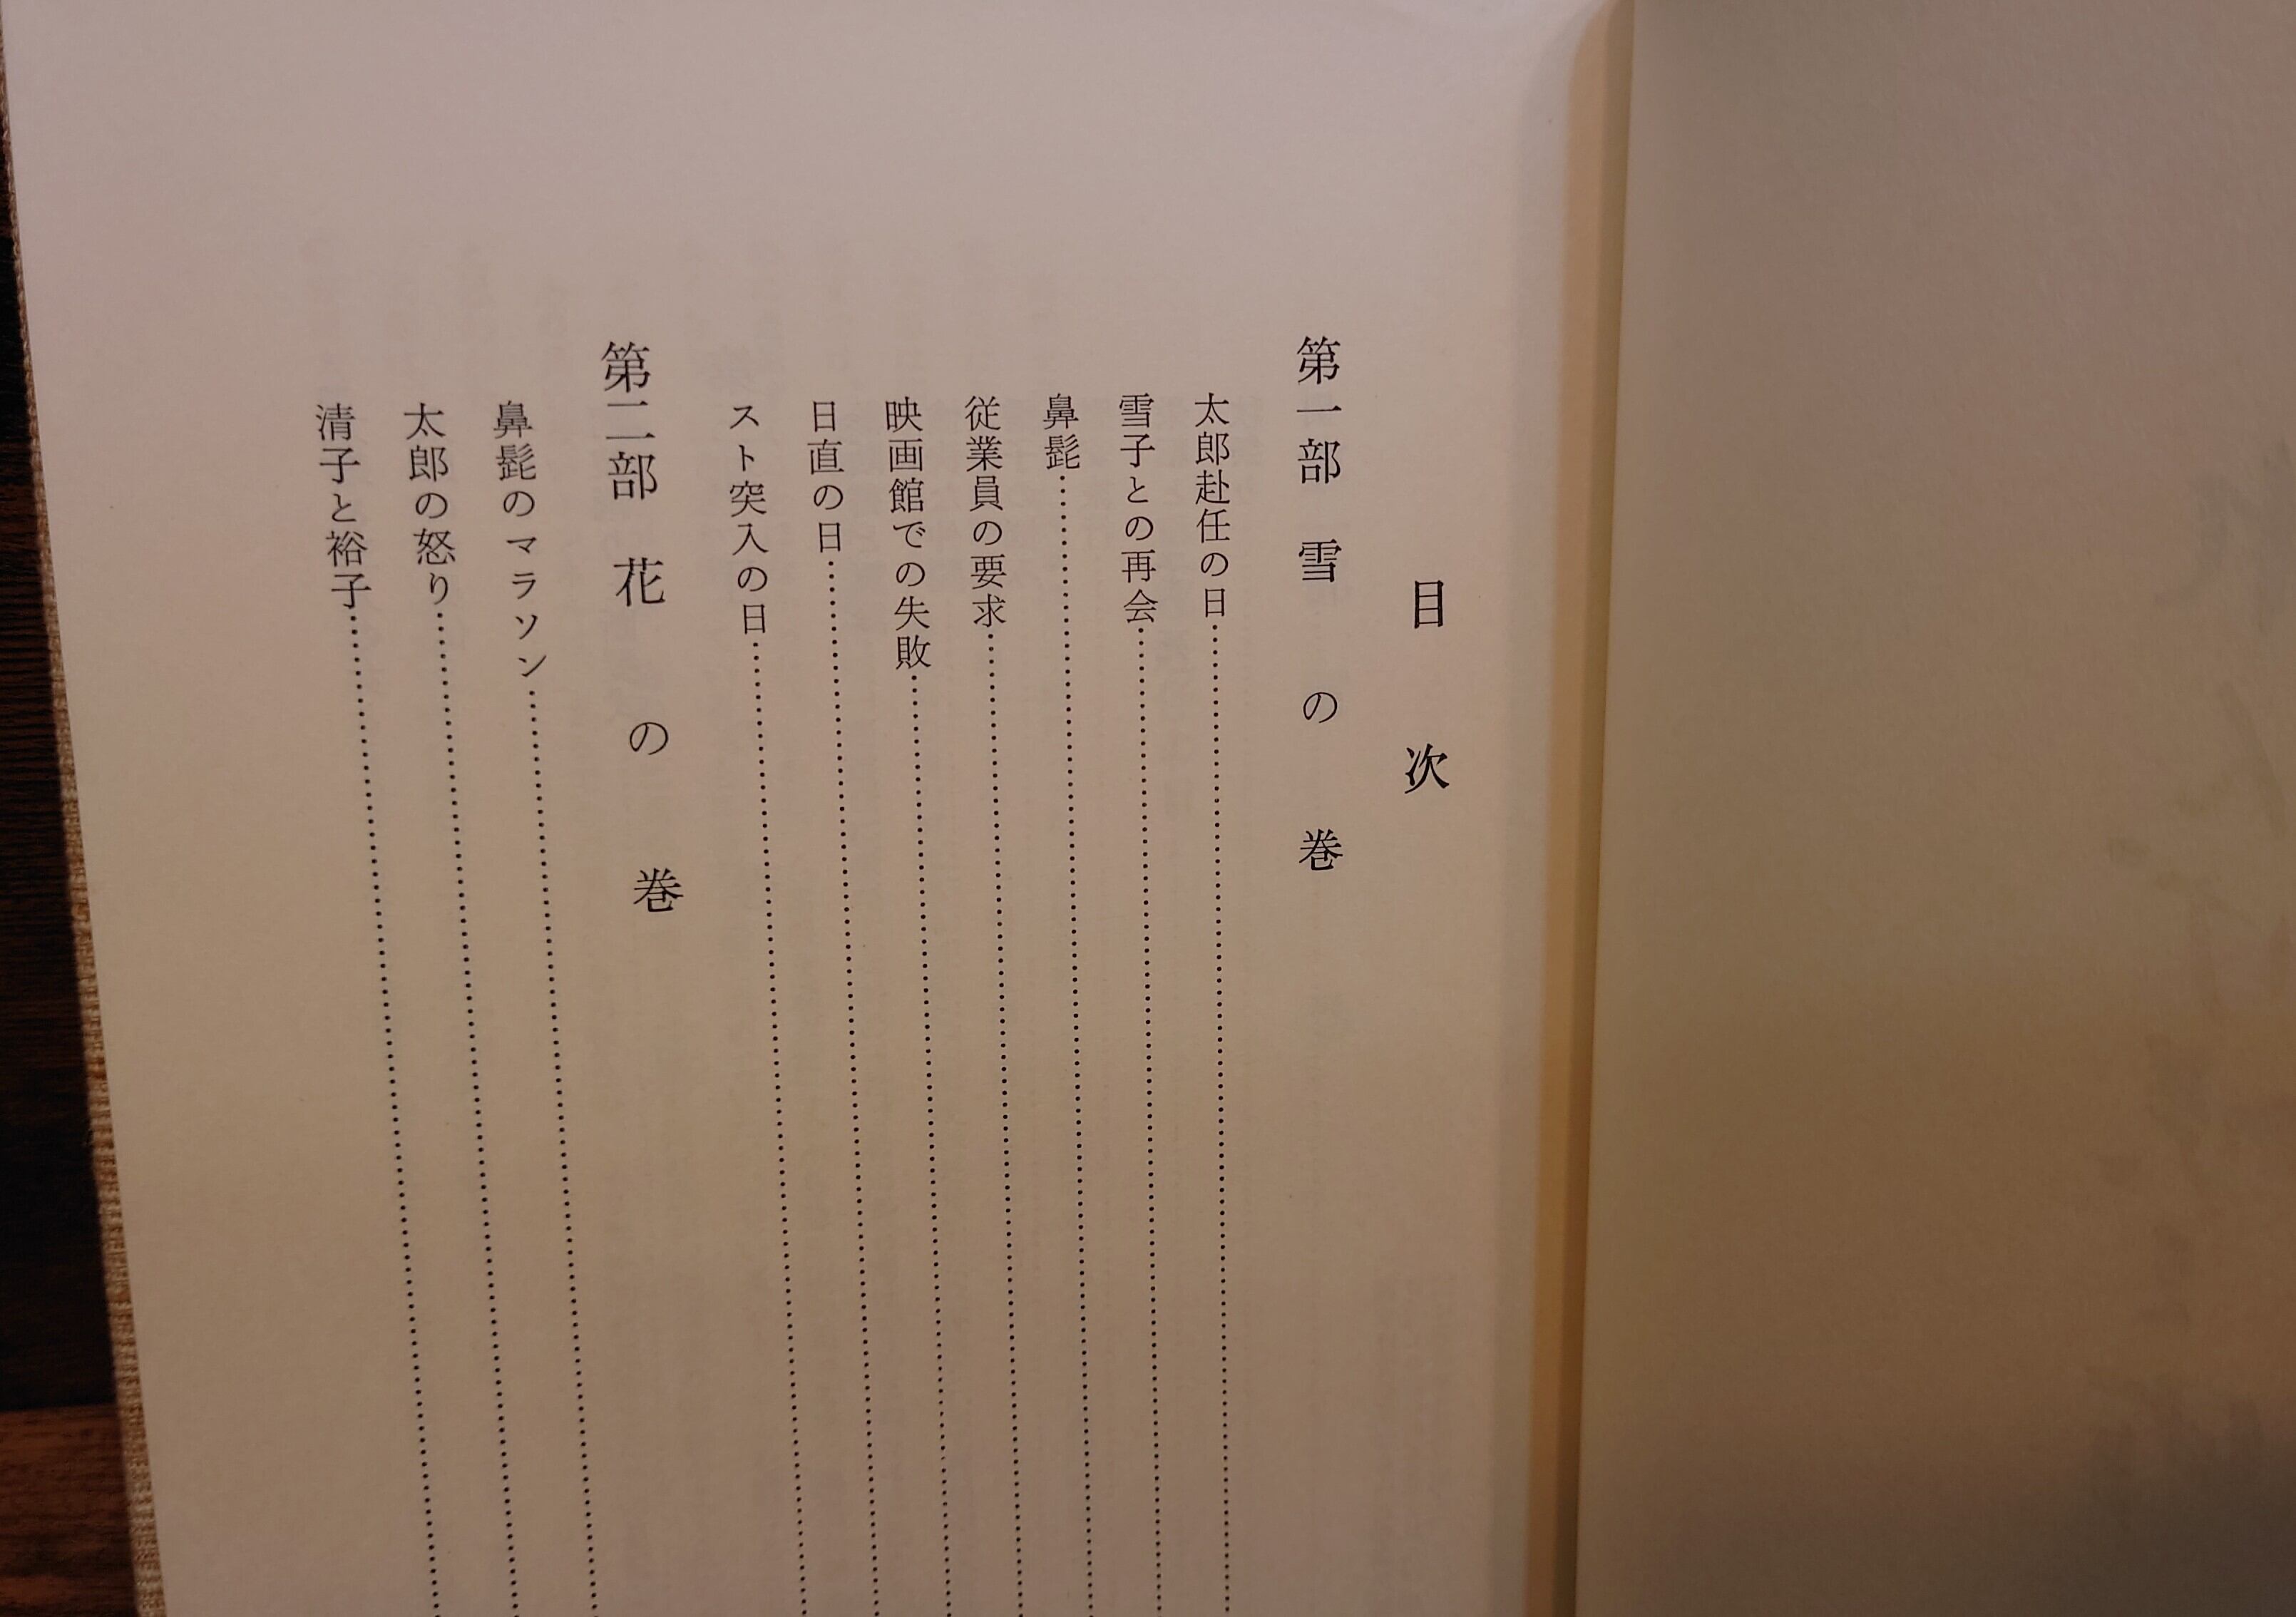 目次
第一部 雪の巻
太郎赴任の日
雪子との再会
鼻髭
従業員の要求
映画館での失敗
日直の日
スト突入の日
第二部 花の巻
鼻髭のマラソン
太郎の怒り
清子と裕子